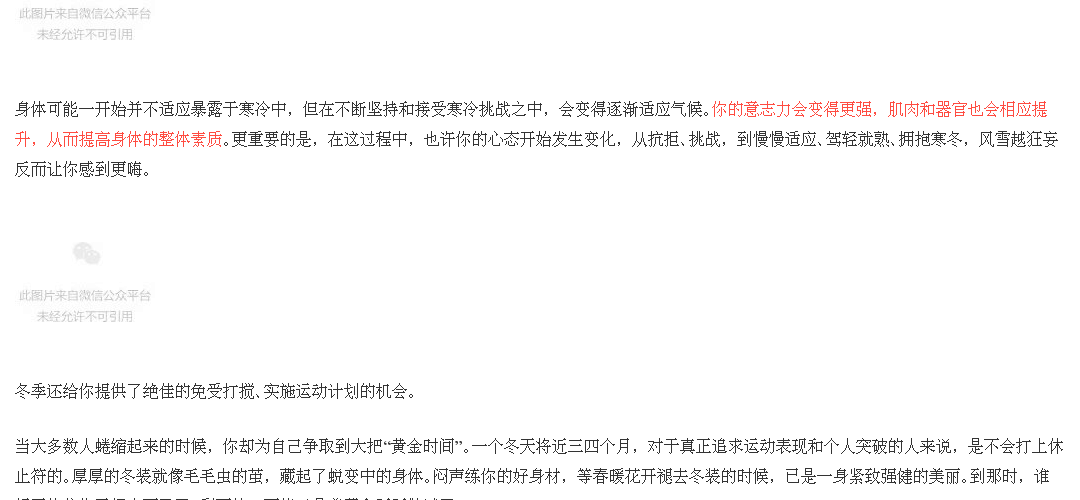 此图片来自微信公众平台
未经允许不可引用
身体可能一开始并不适应暴露于寒冷中，但在不断坚持和接受寒冷挑战之中，会变得逐渐适应气候。你的意志力会变得更强，肌肉和器官也会相应提
升，从而提高身体的整体素质。更重要的是，在这过程中，也许你的心态开始发生变化，从抗拒、挑战，到慢慢适应、驾轻就熟、拥抱寒冬，风雪越狂妄
反而让你感到更嗨。
此图片来自微信公众平台
未经允许不可引用
冬季还给你提供了绝佳的免受打搅、实施运动计划的机会。
当大多数人蜷缩起来的时候，你却为自己争取到大把“黄金时间”。一个冬天将近三四个月，对于真正追求运动表现和个人突破的人来说，是不会打上休
止符的。厚厚的冬装就像毛毛虫的茧，藏起了蜕变中的身体。闷声练你的好身材，等春暖花开褪去冬装的时候，已是一身紧致强健的美丽。到那时，谁